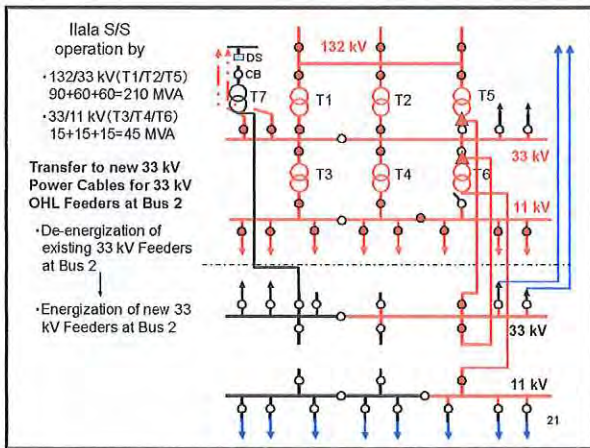 Ilala S/S
operation by
・132/33 kV(T1/T2/T5)
90+60+60=210 MVA
・33/11 kV(T3/T4/T6)
15+15+15=45 MVA
Transfer to new 33 kV
Power Cables for 33 kV
OHL Feeders at Bus 2
・De-energization of
existing 33 kV Feeders
at Bus 2
・Energization of new 33
kV Feeders at Bus 2
DS
CB
T7
132 kV
T1
T2
T5
33 kV
T3
T4
T6
11 kV
33 kV
11 kV
21